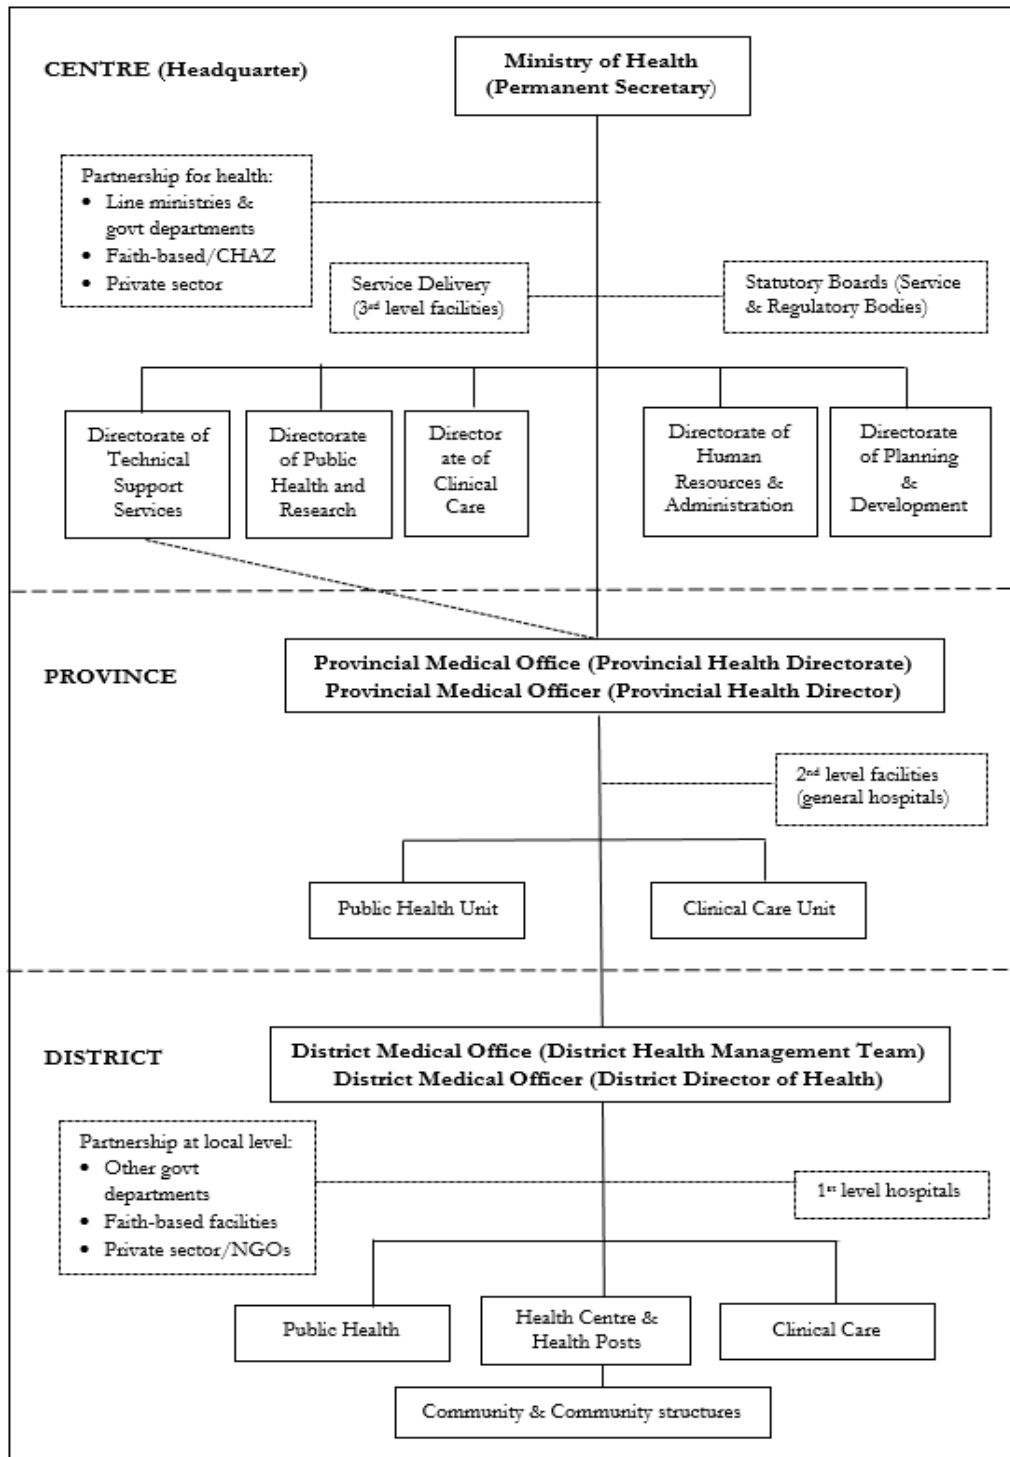 CENTRE (Headquarter)
Ministry of Health
(Permanent Secretary)
Partnership for health:
• Line ministries &
govt departments
• Faith-based/CHAZ
• Private sector
Service Delivery
(3rd level facilities)
Statutory Boards (Service
& Regulatory Bodies)
Directorate of
Technical
Support
Services
Directorate
of Public
Health and
Research
Director
ate of
Clinical
Care
Directorate of
Human
Resources &
Administration
Directorate
of Planning
&
Development
PROVINCE
Provincial Medical Office (Provincial Health Directorate)
Provincial Medical Officer (Provincial Health Director)
2nd level facilities
(general hospitals)
Public Health Unit
Clinical Care Unit
DISTRICT
District Medical Office (District Health Management Team)
District Medical Officer (District Director of Health)
Partnership at local level:
• Other govt
departments
• Faith-based facilities
• Private sector/NGOs
1st level hospitals
Public Health
Health Centre &
Health Posts
Clinical Care
Community & Community structures